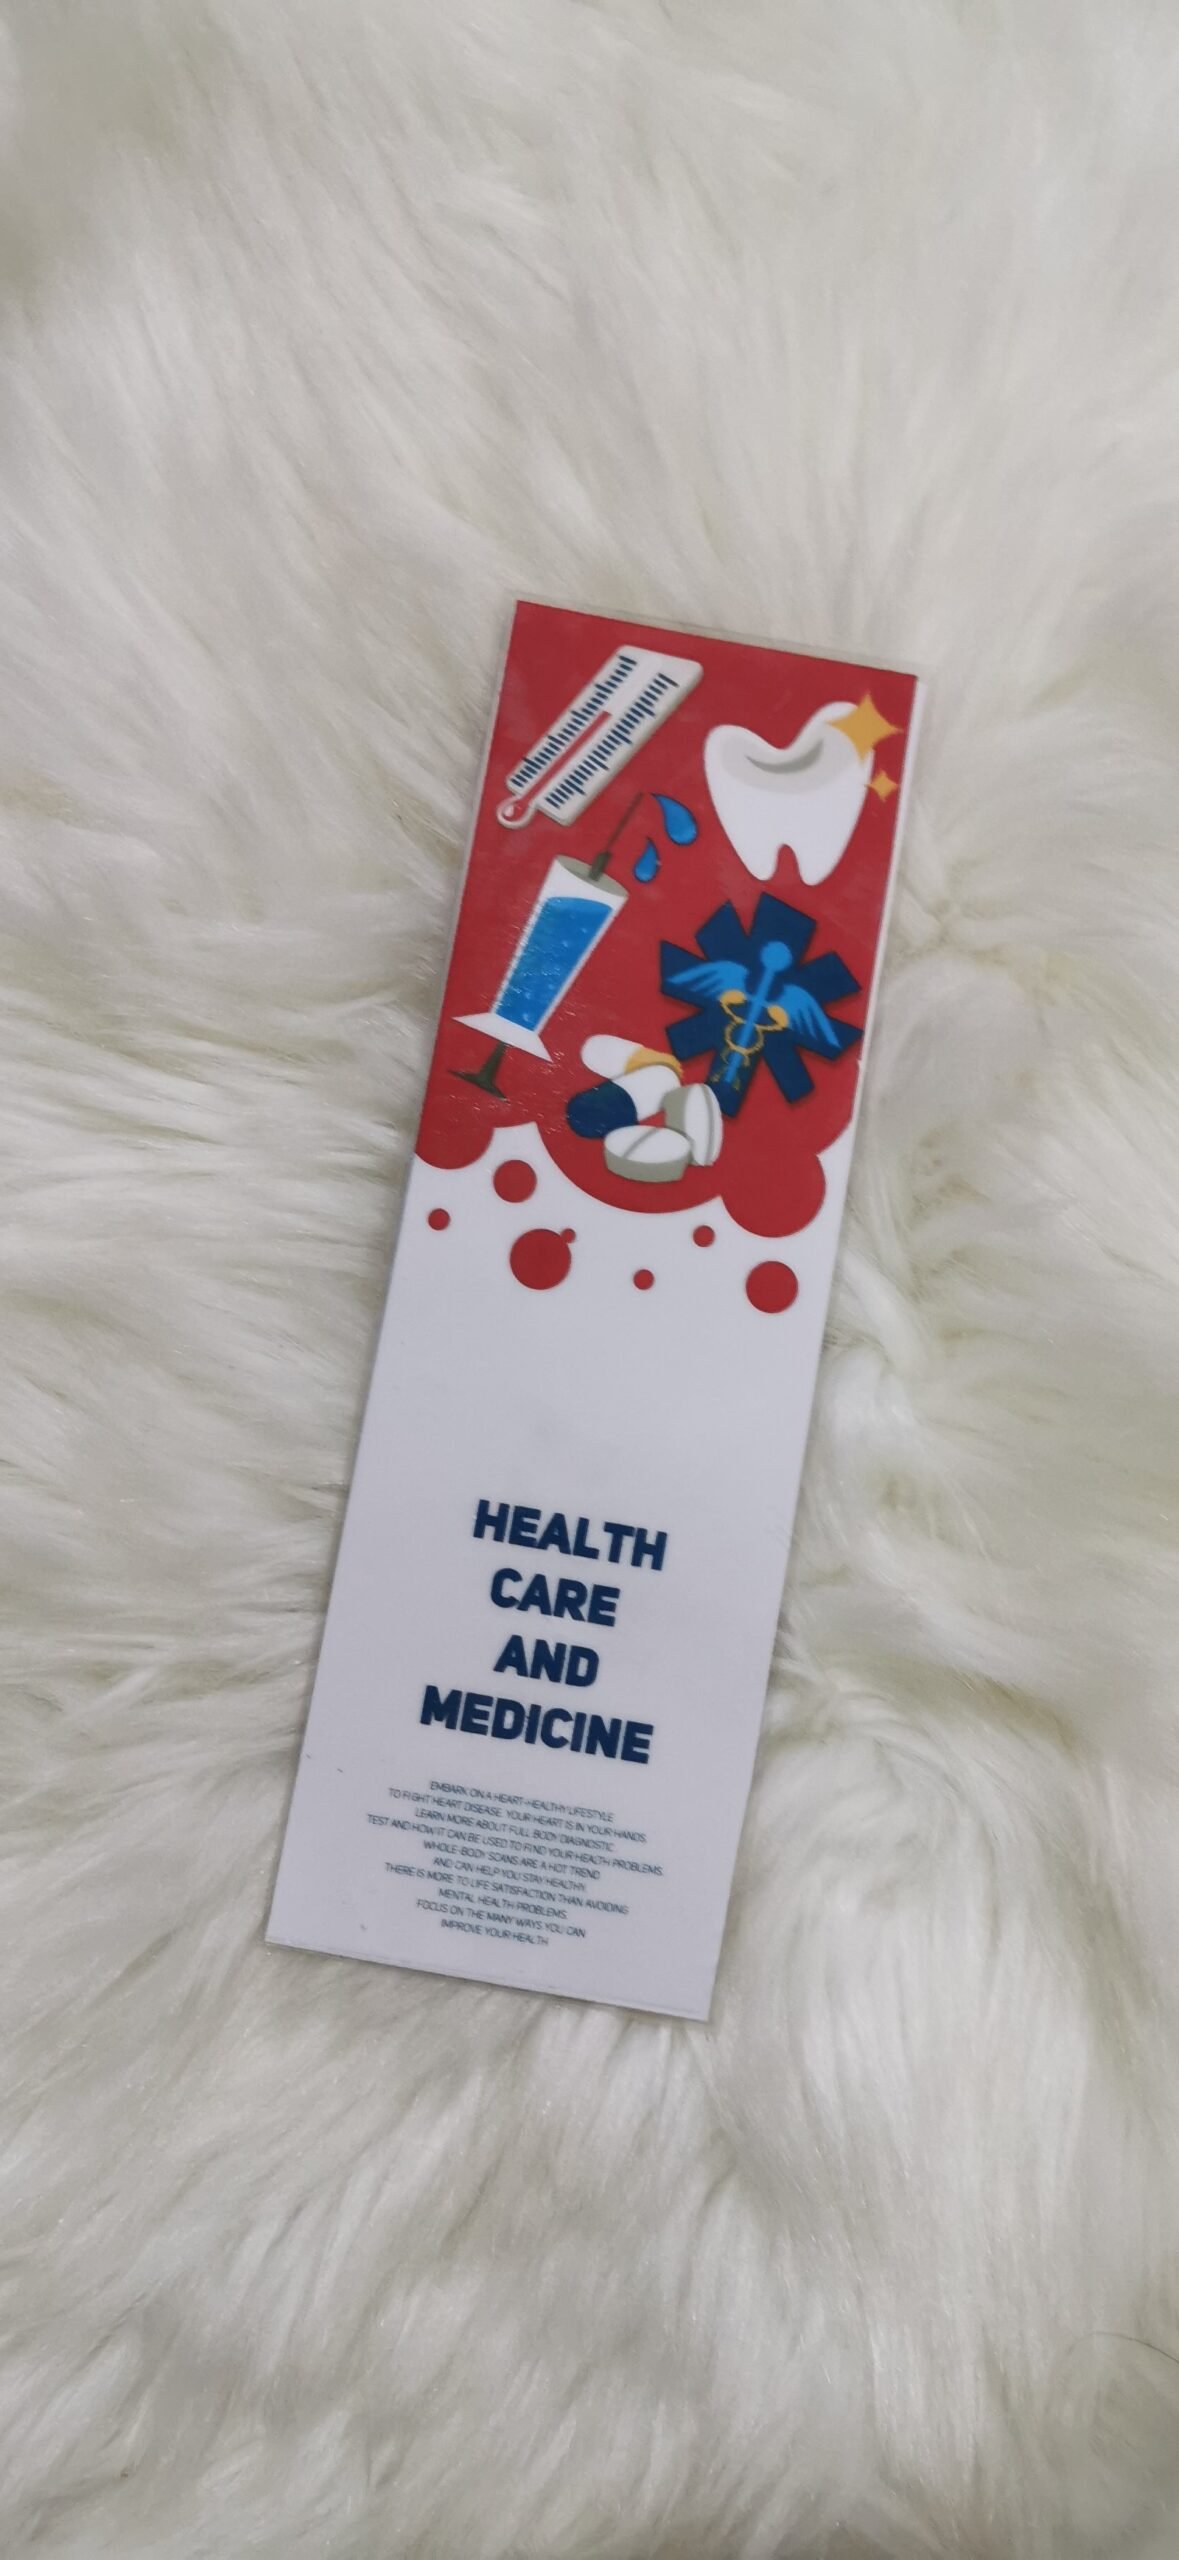 HEALTH
CARE
AND
MEDICINE
EMBARK ON A HEART-HEALTHY LIFESTYLE
TO FIGHT HEART DISEASE. YOUR HEART IS IN YOUR HANDS.
LEARN MORE ABOUT FULL BODY DIAGNOSTIC
TEST AND HOW IT CAN BE USED TO FIND YOUR HEALTH PROBLEMS.
WHOLE-BODY SCANS ARE A HOT TREND
AND CAN HELP YOU STAY HEALTHY.
THERE IS MORE TO LIFE SATISFACTION THAN AVOIDING
MENTAL HEALTH PROBLEMS.
FOCUS ON THE MANY WAYS YOU CAN
IMPROVE YOUR HEALTH